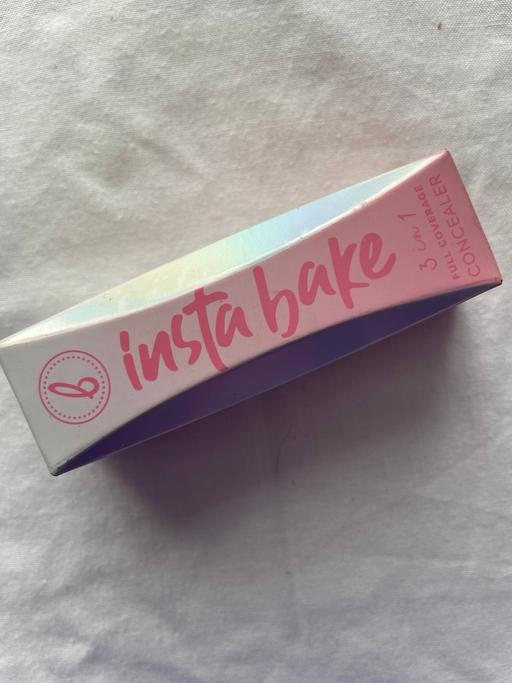 b
insta bake
3 in 1
FULL COVERAGE
CONCEALER